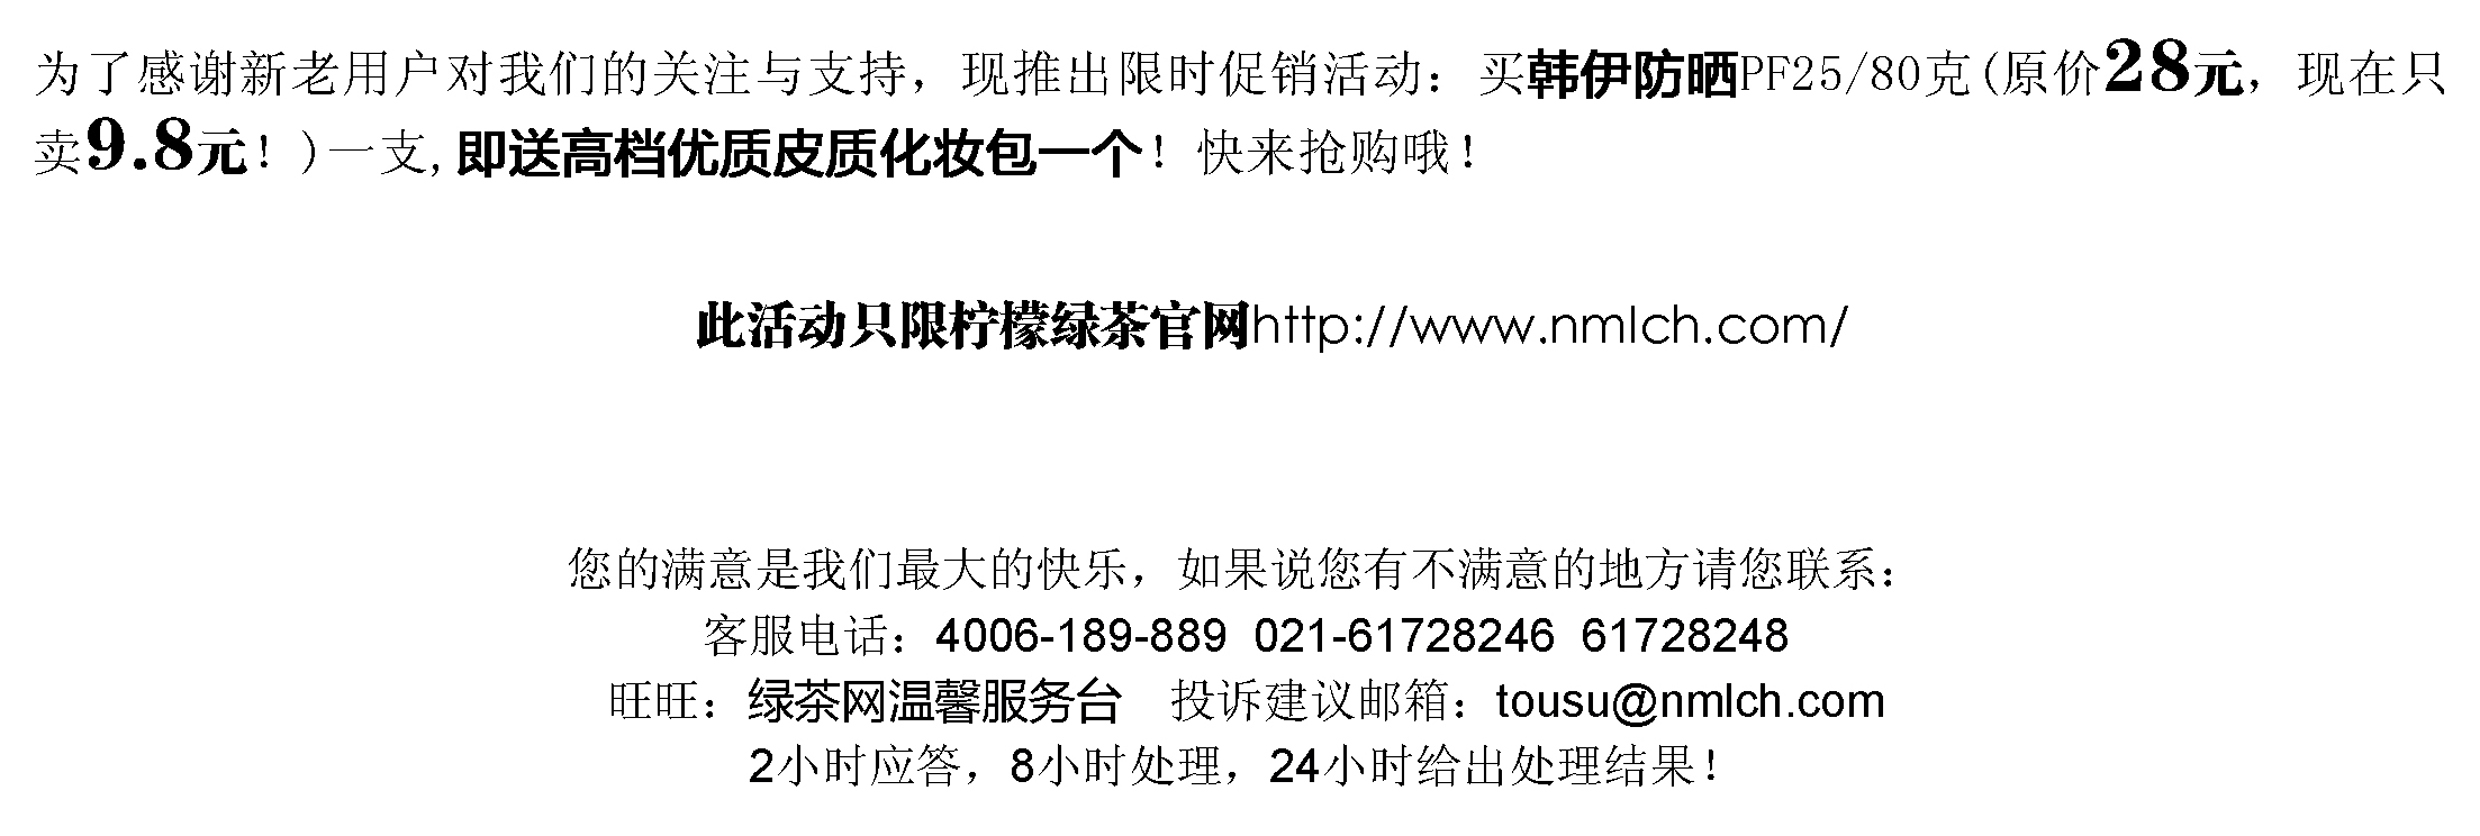 为了感谢新老用户对我们的关注与支持，现推出限时促销活动：买韩伊防晒PF25/80克(原价28元，现在只
卖9.8元！)一支,即送高档优质皮质化妆包一个！快来抢购哦！
此活动只限柠檬绿茶官网http://www.nmlch.com/
您的满意是我们最大的快乐，如果说您有不满意的地方请您联系：
客服电话：4006-189-889 021-61728246 61728248
旺旺：绿茶网温馨服务台 投诉建议邮箱：tousu@nmlch.com
2小时应答，8小时处理，24小时给出处理结果！